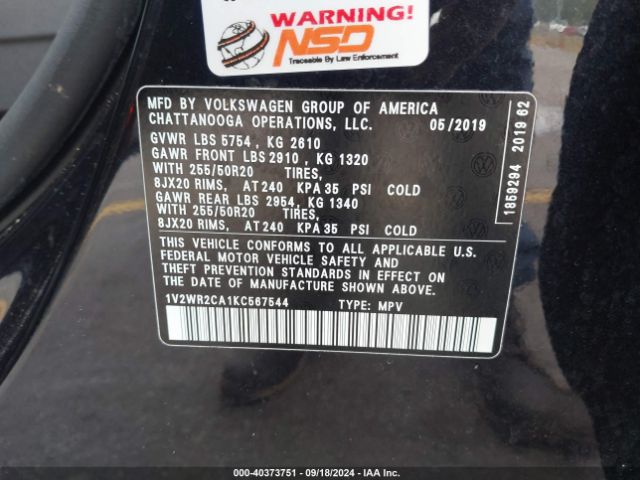 WARNING!
NSD
Traceable By Law Enforcement
MFD BY VOLKSWAGEN GROUP OF AMERICA
CHATTANOOGA OPERATIONS, LLC. 05/2019
GVWR LBS 5754 , KG 2610
GAWR FRONT LBS 2910 , KG 1320
WITH 255/50R20 TIRES,
8JX20 RIMS, AT 240 KPA 35 PSI COLD
GAWR REAR LBS 2954 , KG 1340
WITH 255/50R20 TIRES,
8JX20 RIMS, AT 240 KPA 35 PSI COLD
THIS VEHICLE CONFORMS TO ALL APPLICABLE U.S.
FEDERAL MOTOR VEHICLE SAFETY AND
THEFT PREVENTION STANDARDS IN EFFECT ON
THE DATE OF MANUFACTURE SHOWN ABOVE.
1V2WR2CA1KC567544 TYPE: MPV
1859294 2019 62
000-40373751 - 09/18/2024 - IAA Inc.